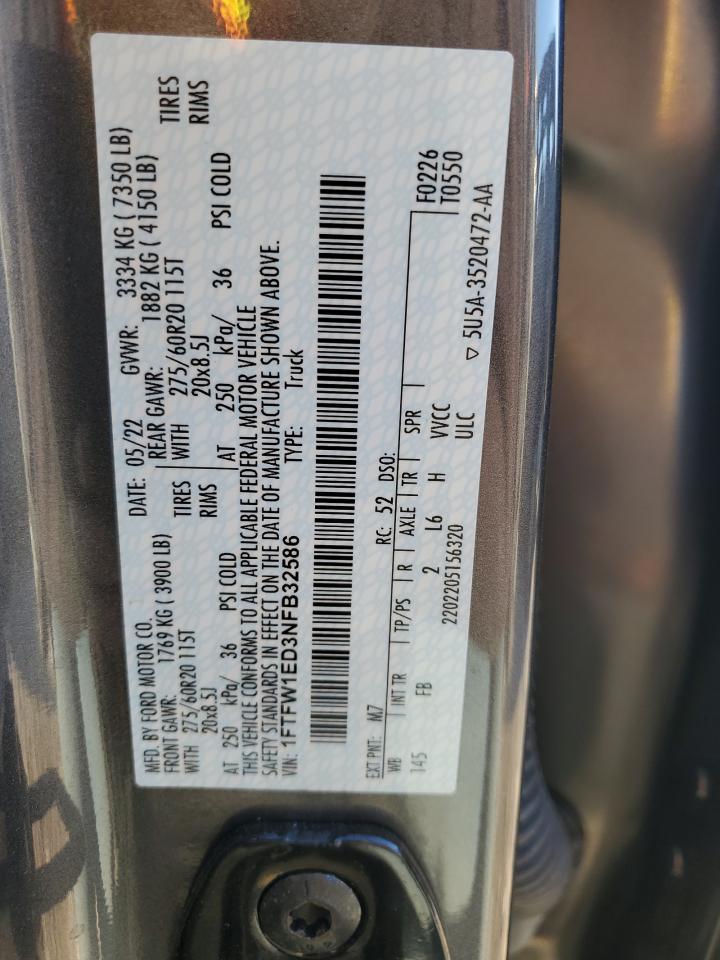 MFD. BY FORD MOTOR CO.
DATE: 05/22 GVWR: 3334 KG ( 7350 LB)
FRONT GAWR: 1769 KG ( 3900 LB) REAR GAWR: 1882 KG ( 4150 LB)
WITH 275/60R20 115T TIRES WITH 275/60R20 115T TIRES
20x8.5J RIMS 20x8.5J RIMS
AT 250 kPa/ 36 PSI COLD AT 250 kPa/ 36 PSI COLD
THIS VEHICLE CONFORMS TO ALL APPLICABLE FEDERAL MOTOR VEHICLE
SAFETY STANDARDS IN EFFECT ON THE DATE OF MANUFACTURE SHOWN ABOVE.
VIN: 1FTFW1ED3NFB32586 TYPE: Truck
EXT PNT: M7 RC: 52 DSO:
WB INT TR TP/PS R AXLE TR SPR F0226
145 FB 2 L6 H VVCC T0550
2202205156320 ULC
▽ 5U5A-3520472-AA